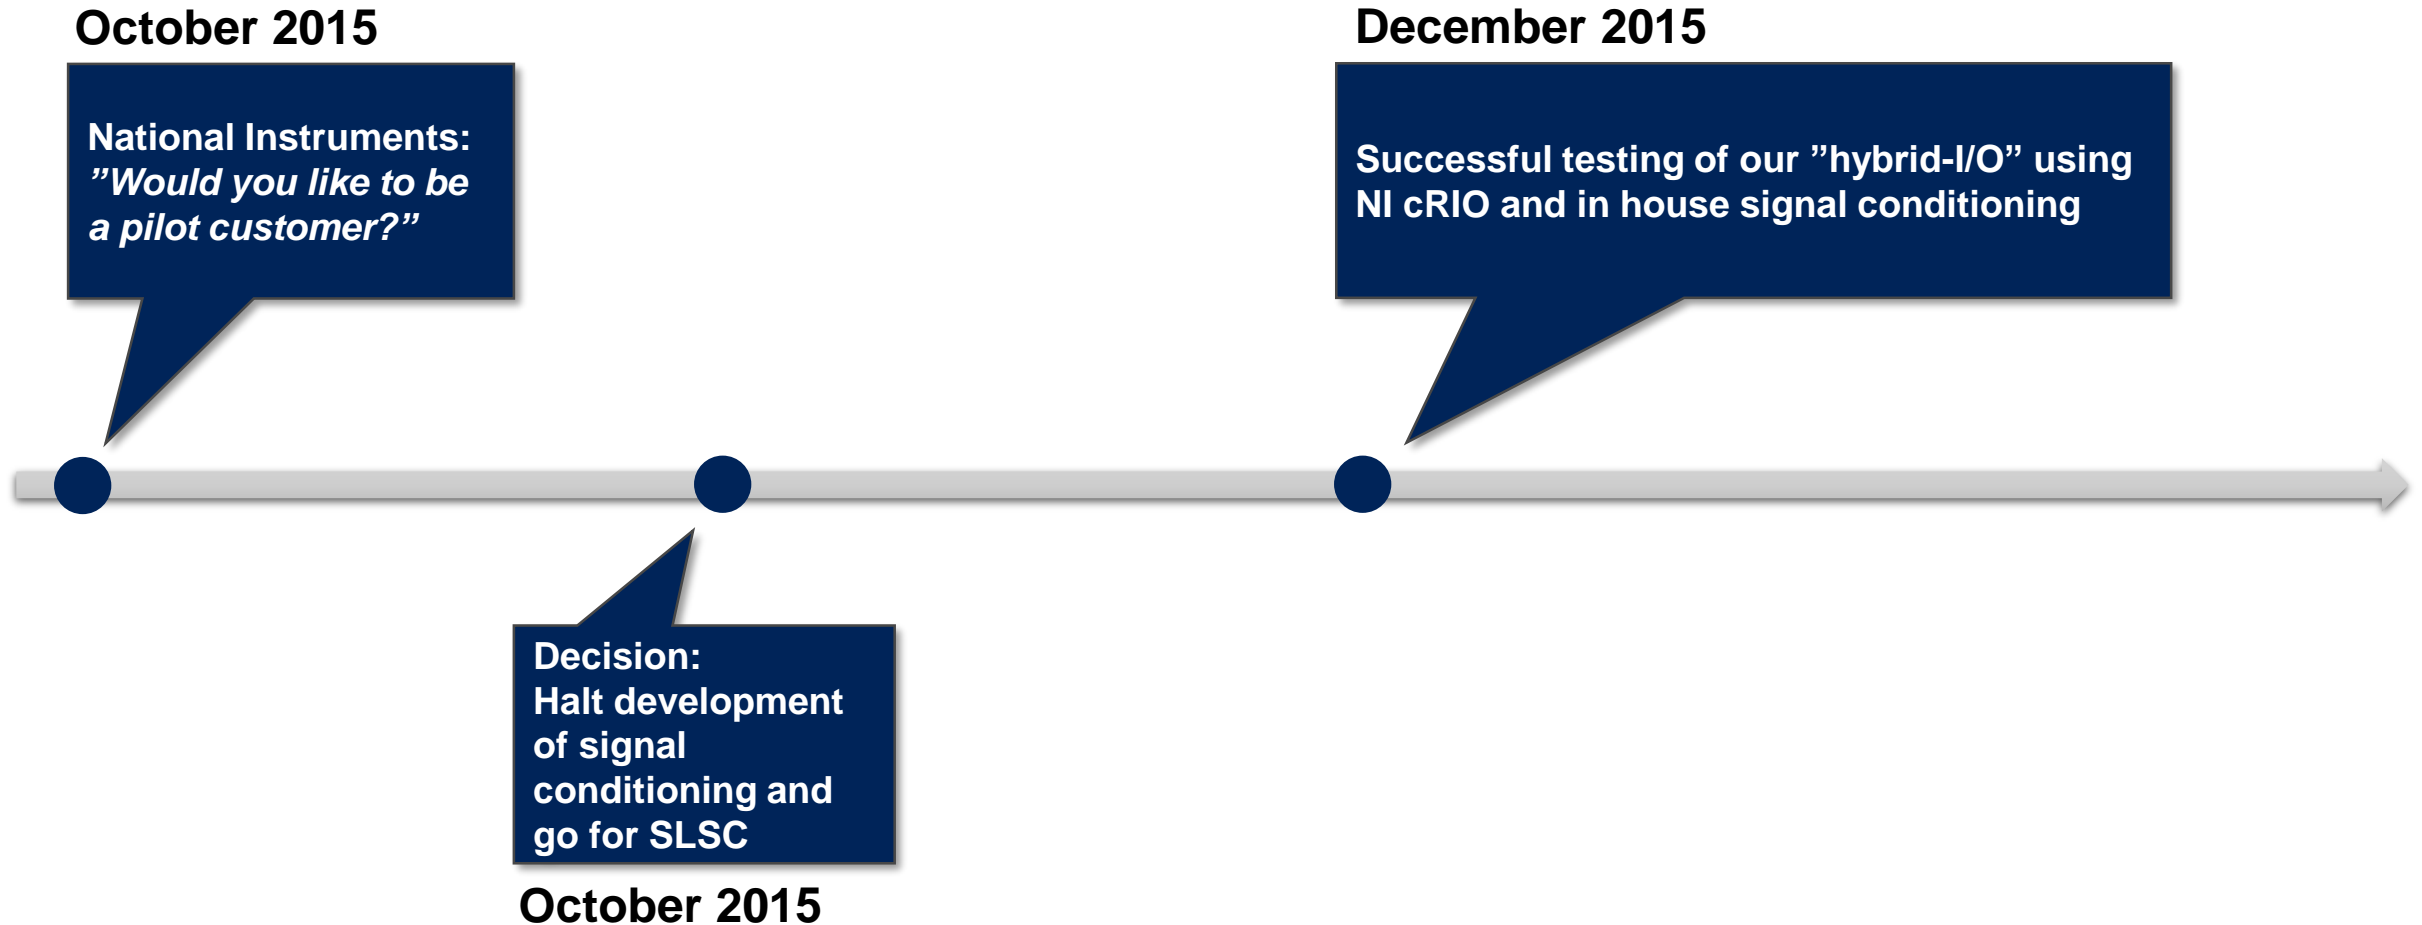 October 2015
National Instruments:
”Would you like to be
a pilot customer?”
December 2015
Successful testing of our ”hybrid-I/O” using
NI cRIO and in house signal conditioning
Decision:
Halt development
of signal
conditioning and
go for SLSC
October 2015